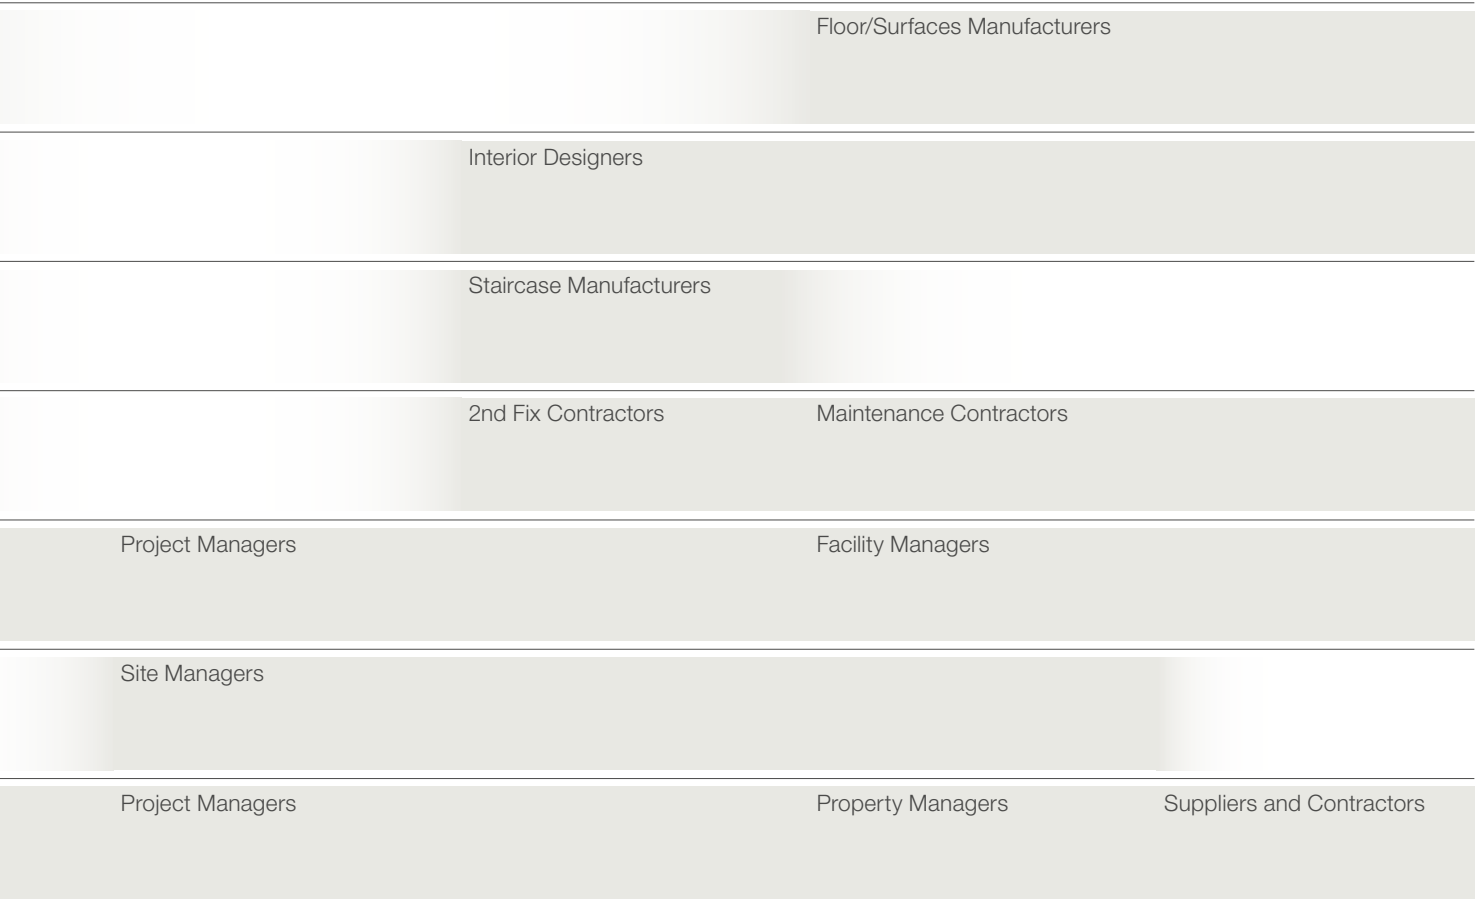 Floor/Surfaces Manufacturers
Interior Designers
Staircase Manufacturers
2nd Fix Contractors Maintenance Contractors
Project Managers Facility Managers
Site Managers
Project Managers Property Managers Suppliers and Contractors